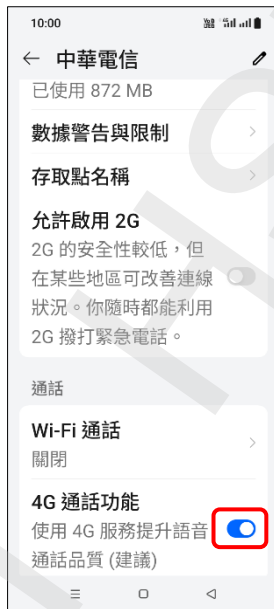 10:00
中華電信
已使用 872 MB
數據警告與限制
存取點名稱
允許啟用 2G
2G 的安全性較低，但
在某些地區可改善連線
狀況。你隨時都能利用
2G 撥打緊急電話。
通話
Wi-Fi 通話
關閉
4G 通話功能
使用 4G 服務提升語音
通話品質 (建議)